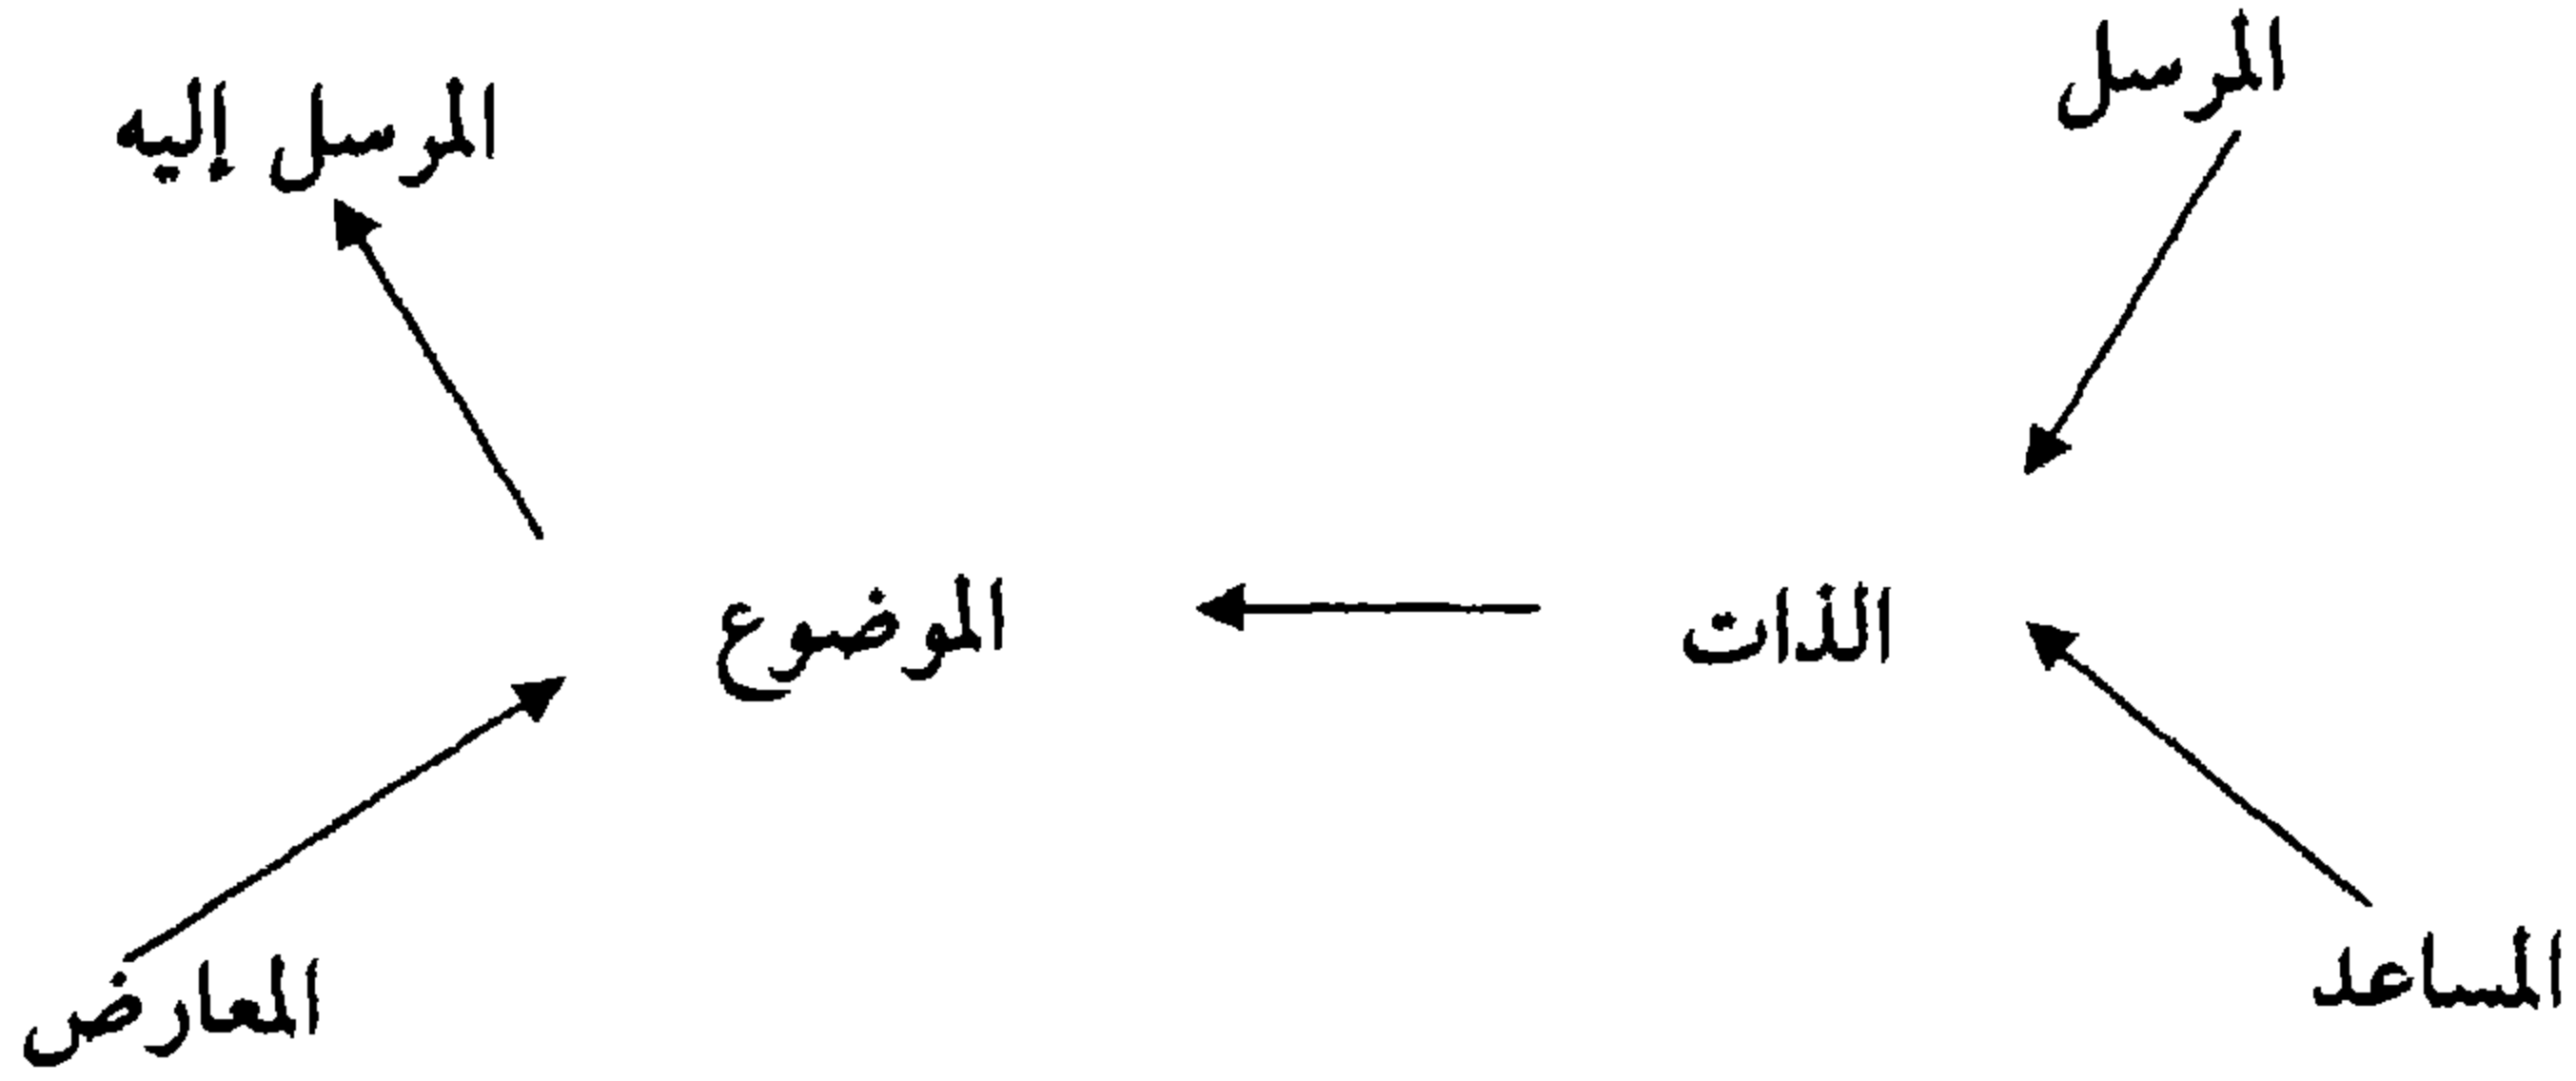 المرسل
المرسل إليه
الذات
الموضوع
المساعد
المعارض